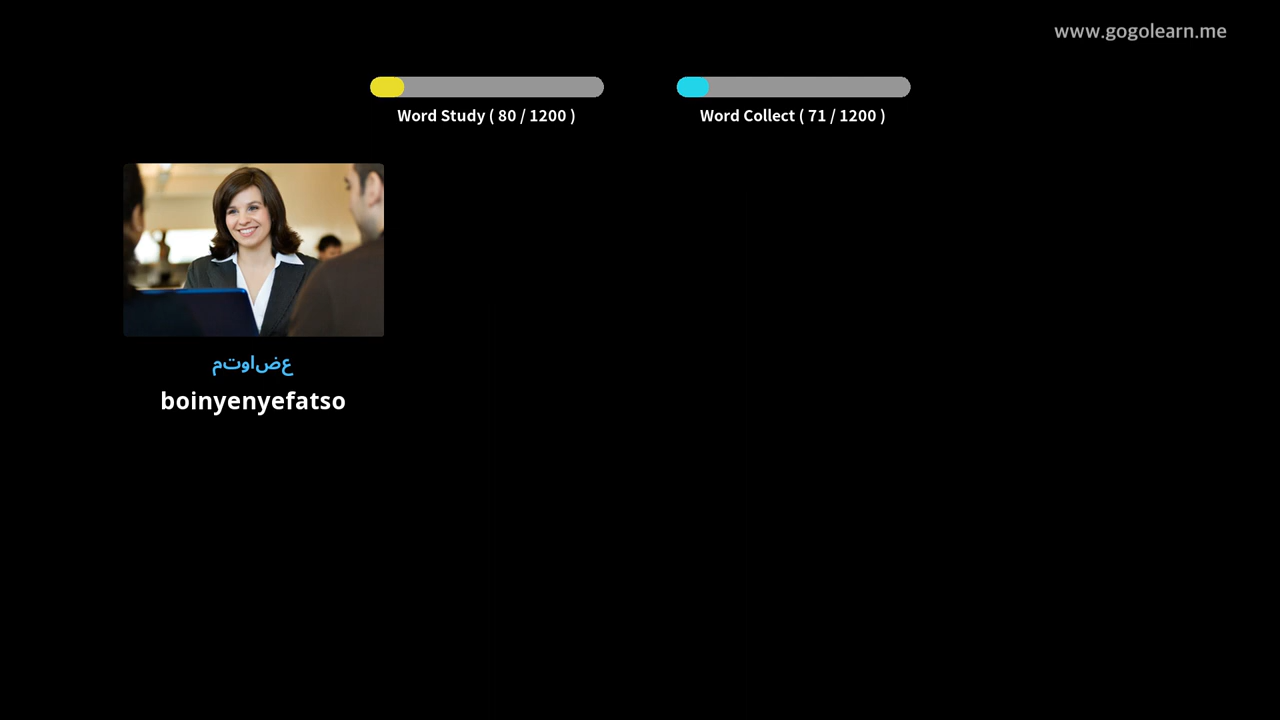 www.gogolearn.me
Word Study ( 80 / 1200 )
Word Collect ( 71 / 1200 )
متواضع
boinyenyefatso